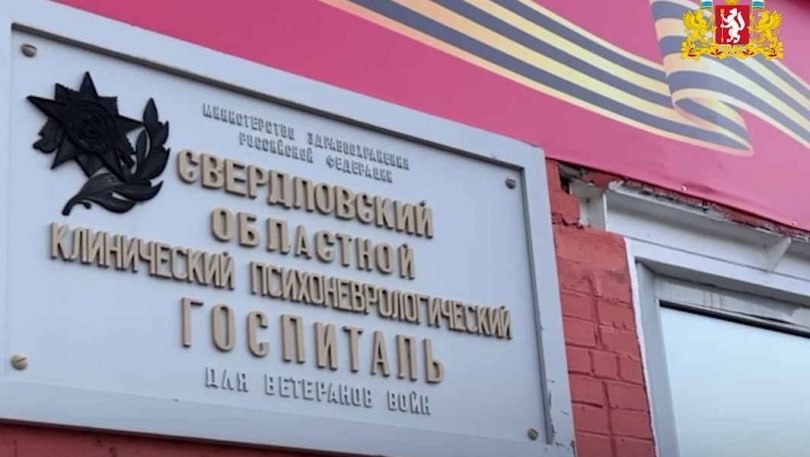 МИНИСТЕРСТВО ЗДРАВООХРАНЕНИЯ
РОССИЙСКОЙ ФЕДЕРАЦИИ
СВЕРДЛОВСКИЙ
ОБЛАСТНОЙ
КЛИНИЧЕСКИЙ ПСИХОНЕВРОЛОГИЧЕСКИЙ
ГОСПИТАЛЬ
ДЛЯ ВЕТЕРАНОВ ВОЙН